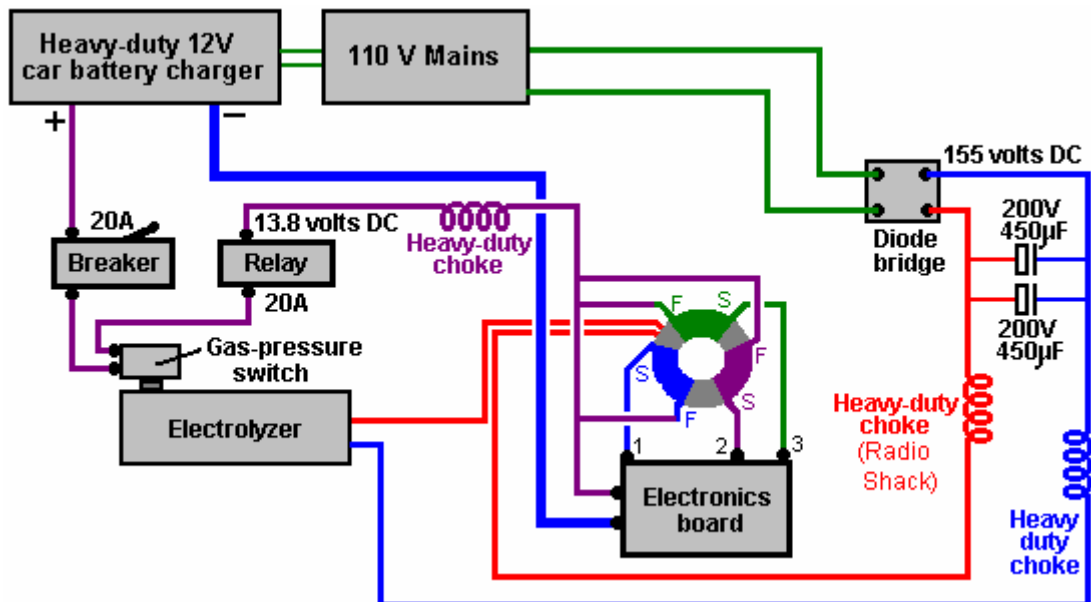 Heavy-duty 12V
car battery charger
110 V Mains
+
−
155 volts DC
20A
13.8 volts DC
Heavy-duty
choke
Breaker
Relay
20A
Diode
bridge
200V
450µF
200V
450µF
Gas-pressure
switch
F
S
F
S
S
F
Electrolyzer
1
2
3
Electronics
board
Heavy-duty
choke
(Radio
Shack)
Heavy
duty
choke